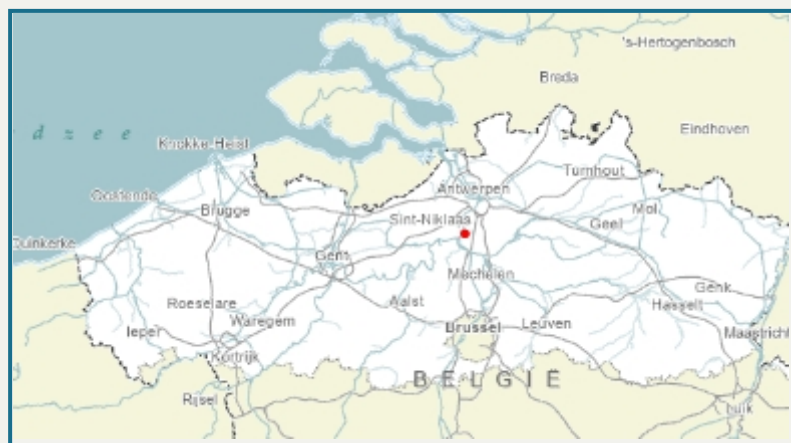 's-Hertogenbosch
Breda
Eindhoven
d z e e
Knokke-Heist
Turnhout
Antwerpen
Oostende
Brugge
Sint-Niklaas
Mol
Geel
Duinkerke
Gent
Mechelen
Genk
Roeselare
Aalst
Hasselt
Waregem
Brussel
Leuven
Ieper
Maastricht
Kortrijk
BELGIË
Rijsel
Luik